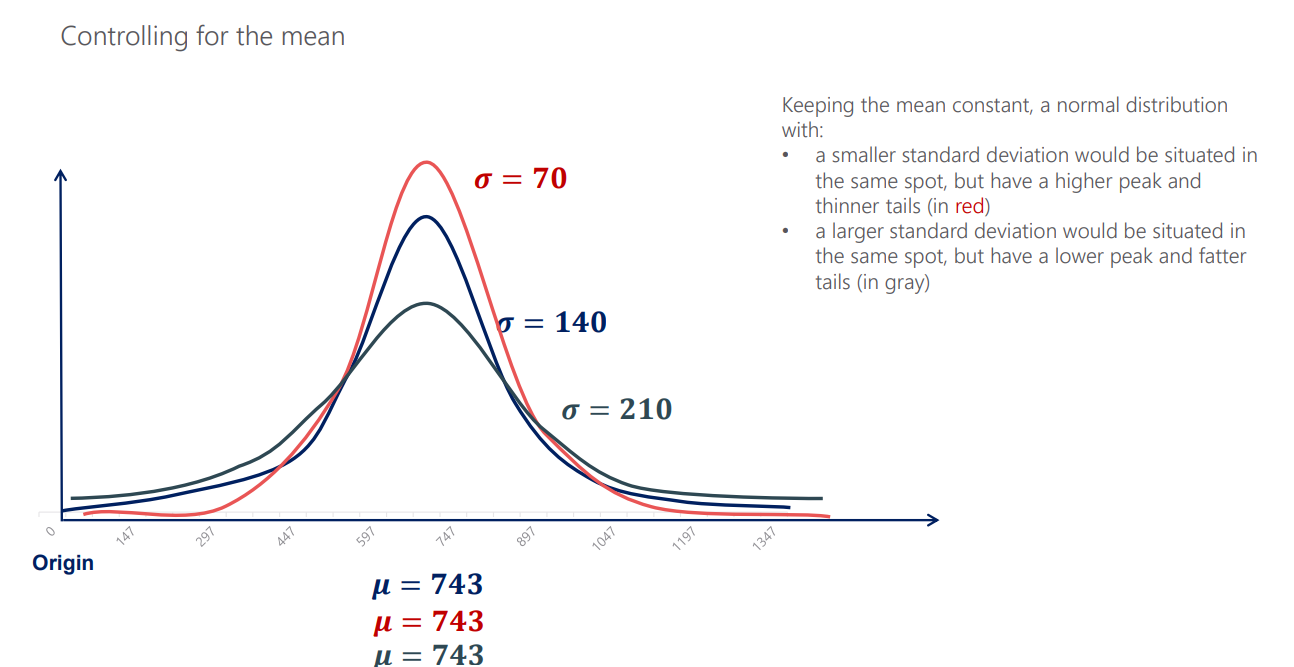 Controlling for the mean
Keeping the mean constant, a normal distribution
with:
• a smaller standard deviation would be situated in
the same spot, but have a higher peak and
thinner tails (in red)
• a larger standard deviation would be situated in
the same spot, but have a lower peak and fatter
tails (in gray)
σ = 70
σ = 140
σ = 210
0 147 297 447 597 747 897 1047 1197 1347
Origin
μ = 743
μ = 743
μ = 743